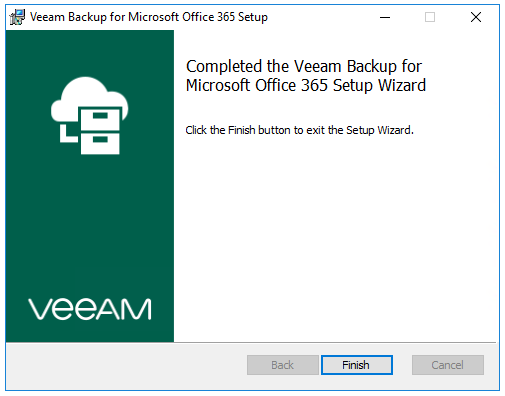 Veeam Backup for Microsoft Office 365 Setup
Completed the Veeam Backup for
Microsoft Office 365 Setup Wizard
Click the Finish button to exit the Setup Wizard.
VEEAM
Back
Finish
Cancel